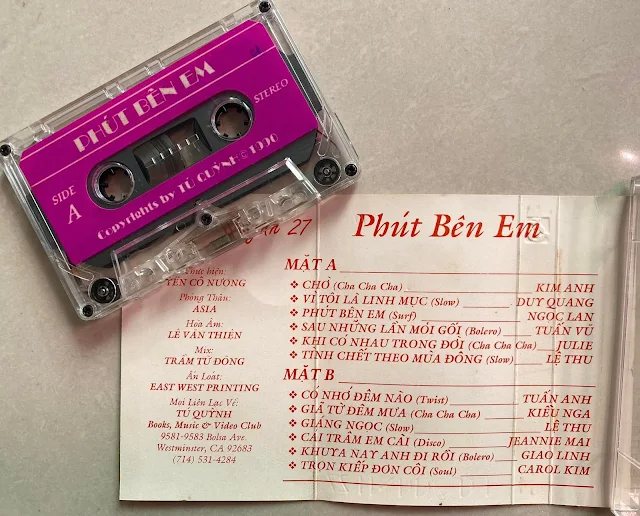 PHÚT BÊN EM
STEREO
SIDE
A
Copyrights by TÚ QUỲNH © 1990
27
Phút Bên Em
Thực hiện:
YẾN CÔ NƯƠNG
Phòng Thâu:
ASIA
Hòa Âm:
LÊ VĂN THIỆN
Mix:
TRẦM TỬ ĐÔNG
Ấn Loát:
EAST WEST PRINTING
Mọi Liên Lạc Về:
TÚ QUỲNH
Books, Music & Video Club
9581-9583 Bolsa Ave.
Westminster, CA 92683
(714) 531-4284
MẶT A
❖ CHỜ (Cha Cha Cha) KIM ANH
❖ VÌ TÔI LÀ LINH MỤC (Slow) DUY QUANG
❖ PHÚT BÊN EM (Surf) NGỌC LAN
❖ SAU NHỮNG LẦN MỎI GỐI (Bolero) TUẤN VŨ
❖ KHI CÓ NHAU TRONG ĐỜI (Cha Cha Cha) JULIE
❖ TÌNH CHẾT THEO MÙA ĐÔNG (Slow) LỆ THU
MẶT B
❖ CÓ NHỚ ĐÊM NÀO (Twist) TUẤN ANH
❖ GIÃ TỪ ĐÊM MƯA (Cha Cha Cha) KIỀU NGA
❖ GIÁNG NGỌC (Slow) LỆ THU
❖ CÀI TRÂM EM CÀI (Disco) JEANNIE MAI
❖ KHUYA NAY ANH ĐI RỒI (Bolero) GIAO LINH
❖ TRỌN KIẾP ĐƠN CÔI (Soul) CAROL KIM